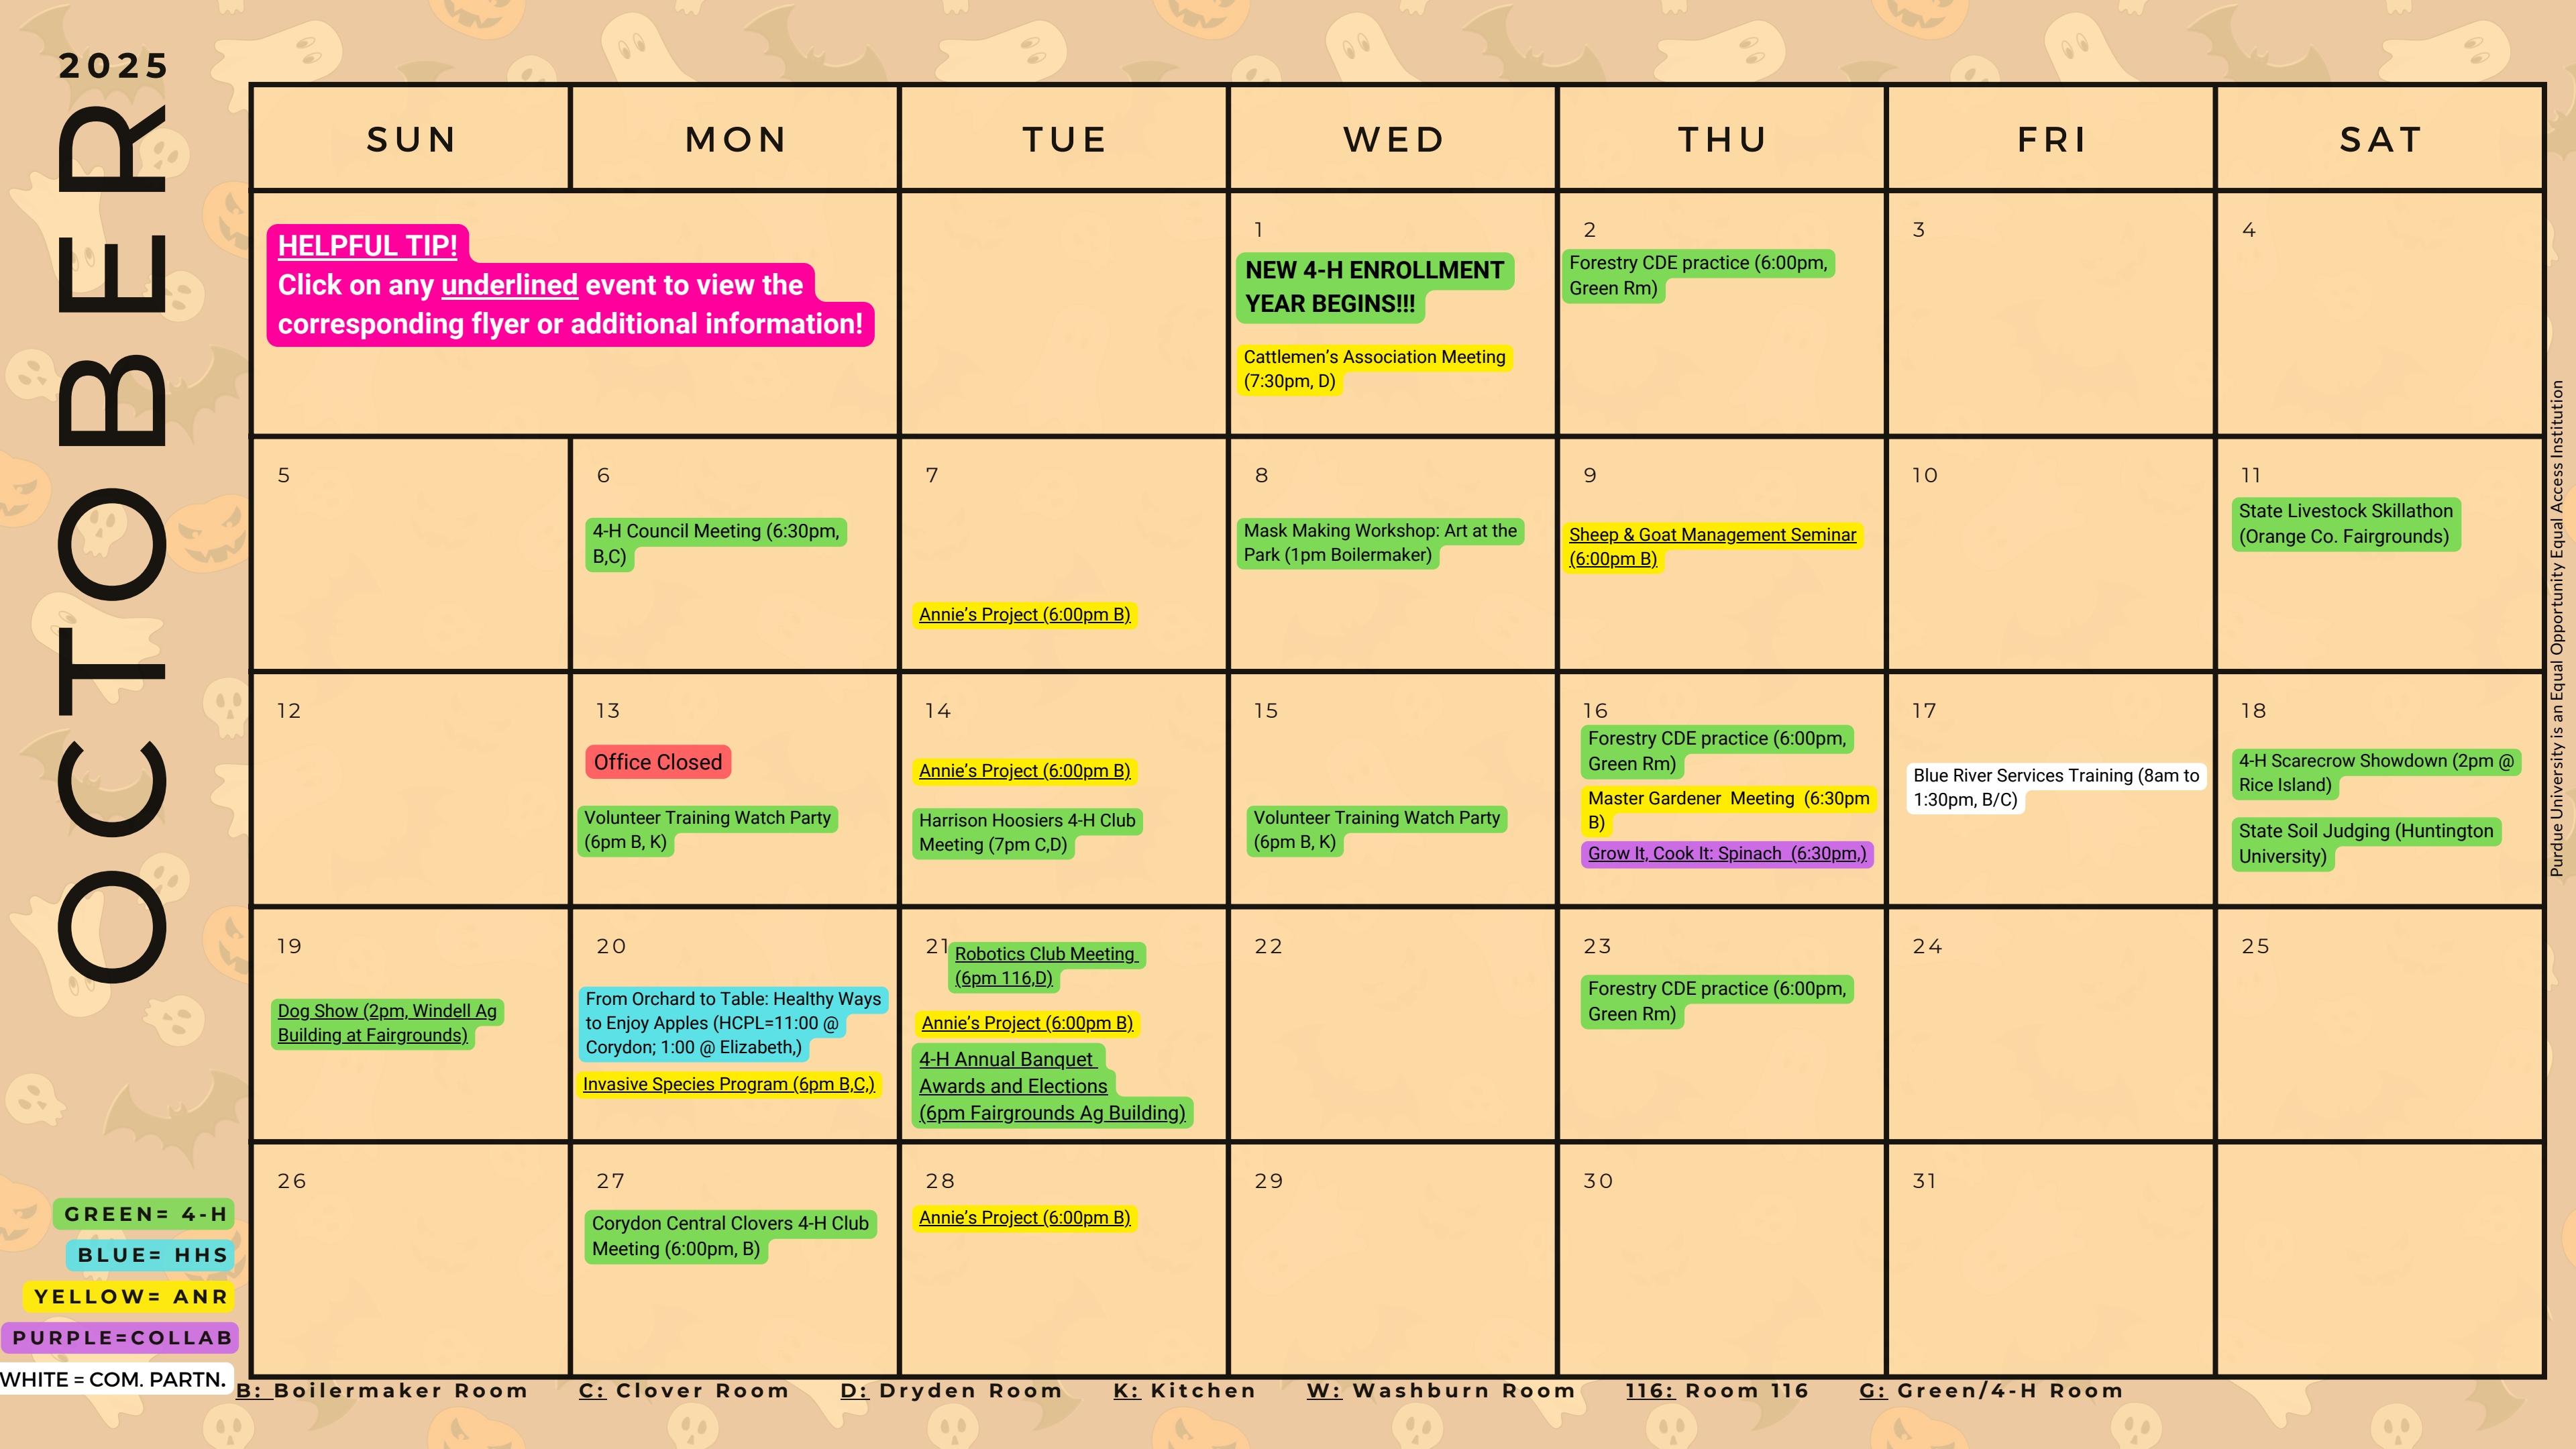 2025
OCTOBER
SUN
MON
TUE
WED
THU
FRI
SAT
HELPFUL TIP!
Click on any underlined event to view the
corresponding flyer or additional information!
1
NEW 4-H ENROLLMENT
YEAR BEGINS!!!
Cattlemen's Association Meeting
(7:30pm, D)
2
Forestry CDE practice (6:00pm,
Green Rm)
3
4
5
6
4-H Council Meeting (6:30pm,
B,C)
7
Annie's Project (6:00pm B)
8
Mask Making Workshop: Art at the
Park (1pm Boilermaker)
9
Sheep & Goat Management Seminar
(6:00pm B)
10
11
State Livestock Skillathon
(Orange Co. Fairgrounds)
12
13
Office Closed
Volunteer Training Watch Party
(6pm B, K)
14
Annie's Project (6:00pm B)
Harrison Hoosiers 4-H Club
Meeting (7pm C,D)
15
Volunteer Training Watch Party
(6pm B, K)
16
Forestry CDE practice (6:00pm,
Green Rm)
Master Gardener  Meeting  (6:30pm
B)
Grow It, Cook It: Spinach  (6:30pm,)
17
Blue River Services Training (8am to
1:30pm, B/C)
18
4-H Scarecrow Showdown (2pm @
Rice Island)
State Soil Judging (Huntington
University)
19
Dog Show (2pm, Windell Ag
Building at Fairgrounds)
20
From Orchard to Table: Healthy Ways
to Enjoy Apples (HCPL=11:00 @
Corydon; 1:00 @ Elizabeth,)
Invasive Species Program (6pm B,C,)
21
Robotics Club Meeting
(6pm 116,D)
Annie's Project (6:00pm B)
4-H Annual Banquet
Awards and Elections
(6pm Fairgrounds Ag Building)
22
23
Forestry CDE practice (6:00pm,
Green Rm)
24
25
26
27
Corydon Central Clovers 4-H Club
Meeting (6:00pm, B)
28
Annie's Project (6:00pm B)
29
30
31
GREEN= 4-H
BLUE= HHS
YELLOW= ANR
PURPLE=COLLAB
WHITE = COM. PARTN.
B: Boilermaker Room C: Clover Room D: Dryden Room K: Kitchen W: Washburn Room 116: Room 116 G: Green/4-H Room
Purdue University is an Equal Opportunity Equal Access Institution